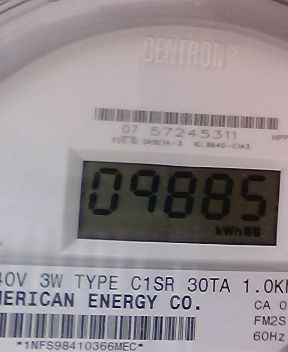 CENTRON®
07 57245311
09885
kWh
40V 3W TYPE C1SR 30TA 1.0K
MERICAN ENERGY CO.
CA 0
FM2S
60Hz
*1NFS98410366MEC*